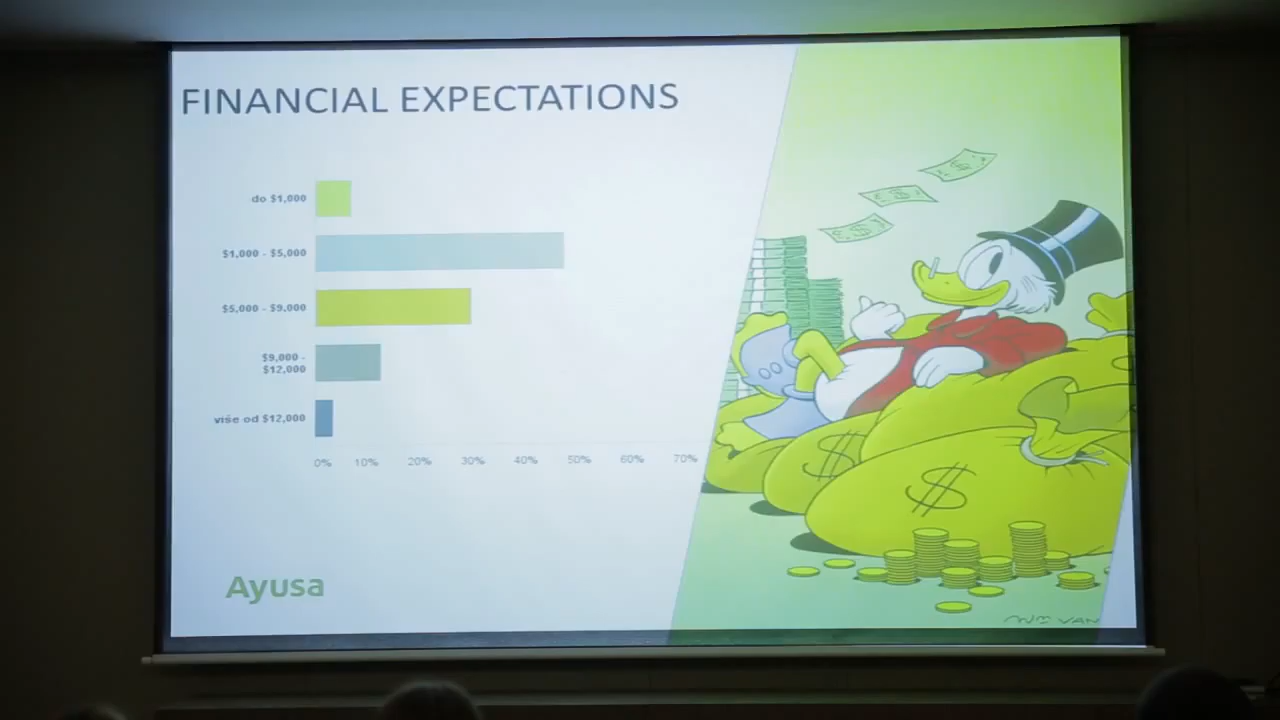 FINANCIAL EXPECTATIONS
do $1,000
$1,000 - $5,000
$5,000 - $9,000
$9,000 -
$12,000
više od $12,000
0% 10% 20% 30% 40% 50% 60% 70%
Ayusa
$
$
$
$
$